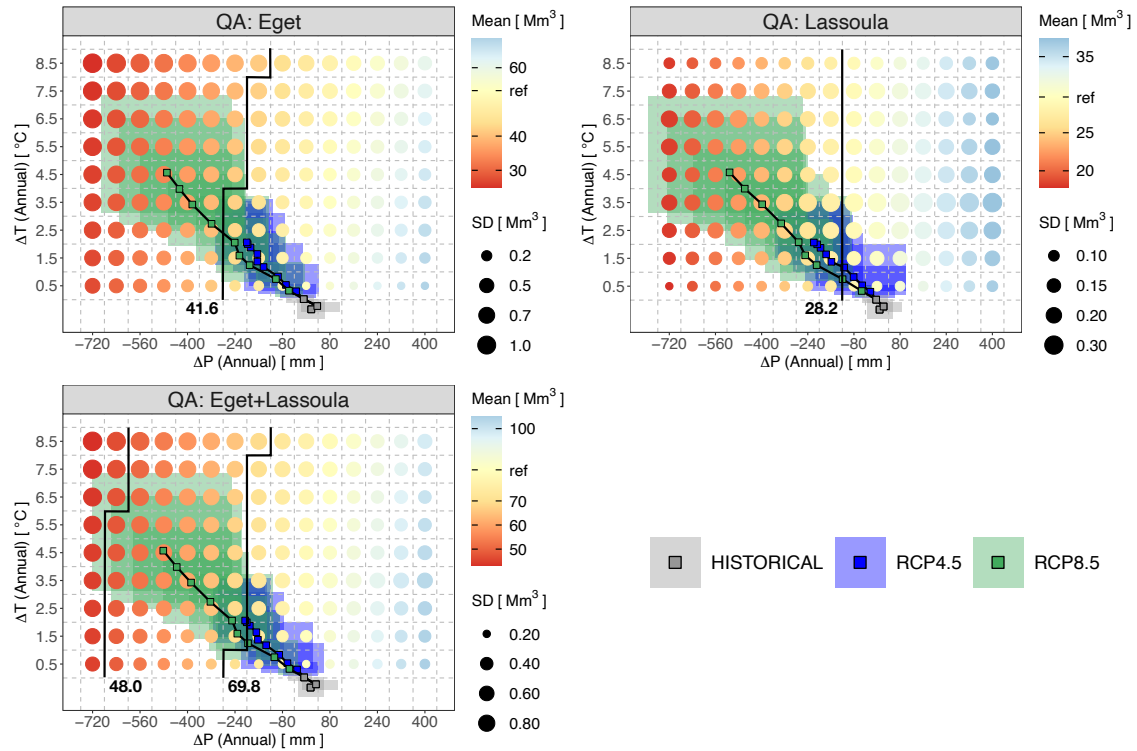 QA: Eget
Mean [ Mm³ ]
60
ref
40
30
SD [ Mm³ ]
0.2
0.5
0.7
1.0
8.5
7.5
6.5
5.5
4.5
3.5
2.5
1.5
0.5
ΔT (Annual) [ °C ]
41.6
−720 −560 −400 −240 −80 80 240 400
ΔP (Annual) [ mm ]
QA: Lassoula
Mean [ Mm³ ]
35
ref
25
20
SD [ Mm³ ]
0.10
0.15
0.20
0.30
8.5
7.5
6.5
5.5
4.5
3.5
2.5
1.5
0.5
ΔT (Annual) [ °C ]
28.2
−720 −560 −400 −240 −80 80 240 400
ΔP (Annual) [ mm ]
QA: Eget+Lassoula
Mean [ Mm³ ]
100
ref
70
60
50
SD [ Mm³ ]
0.20
0.40
0.60
0.80
8.5
7.5
6.5
5.5
4.5
3.5
2.5
1.5
0.5
ΔT (Annual) [ °C ]
48.0 69.8
−720 −560 −400 −240 −80 80 240 400
ΔP (Annual) [ mm ]
HISTORICAL RCP4.5 RCP8.5